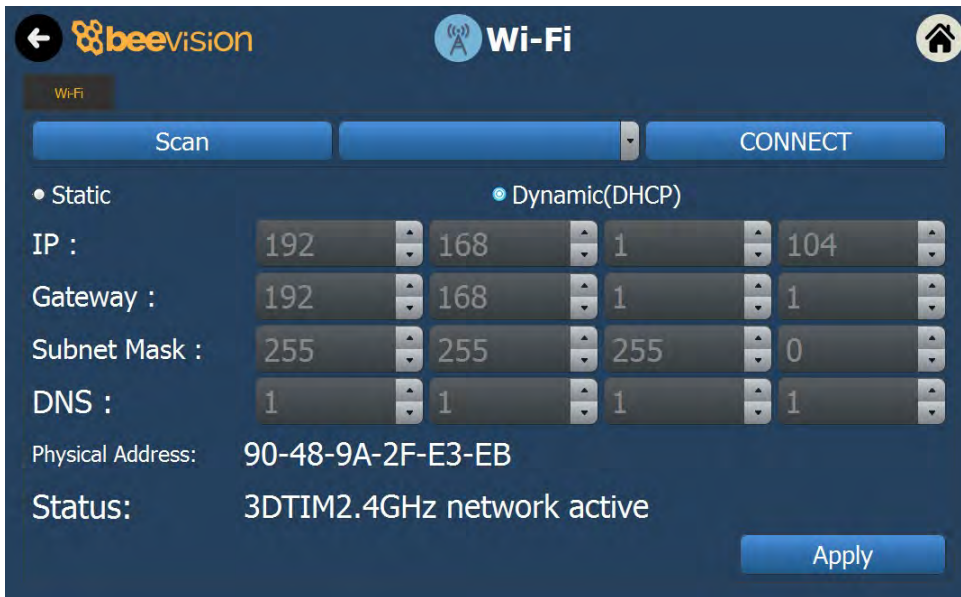 beevision
Wi-Fi
Wi-Fi
Scan CONNECT
Static Dynamic(DHCP)
IP : 192 168 1 104
Gateway : 192 168 1 1
Subnet Mask : 255 255 255 0
DNS : 1 1 1 1
Physical Address: 90-48-9A-2F-E3-EB
Status: 3DTIM2.4GHz network active
Apply